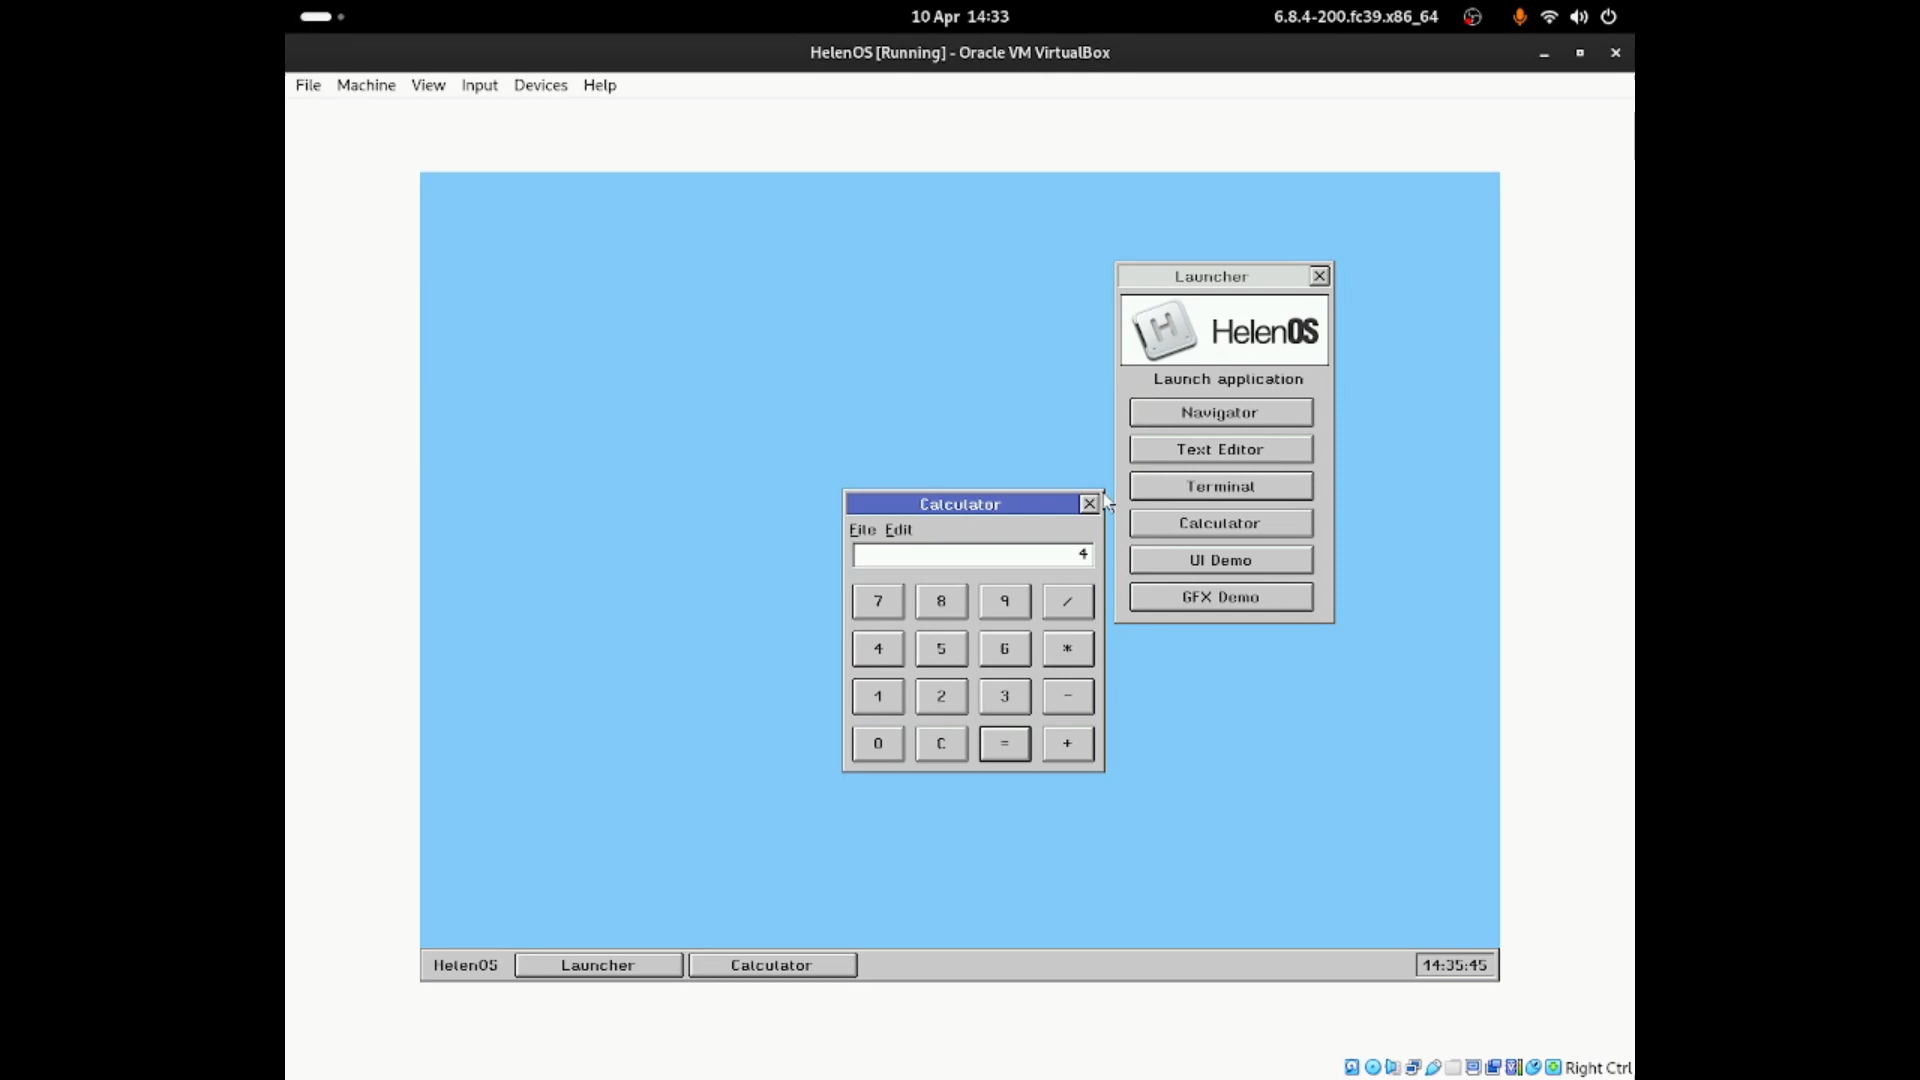 10 Apr 14:33
6.8.4-200.fc39.x86_64
HelenOS [Running] - Oracle VM VirtualBox
File Machine View Input Devices Help
Launcher
HelenOS
Launch application
Navigator
Text Editor
Terminal
Calculator
UI Demo
GFX Demo
Calculator
File Edit
4
7 8 9 /
4 5 6 *
1 2 3 -
0 C = +
HelenOS Launcher Calculator 14:35:45
Right Ctrl